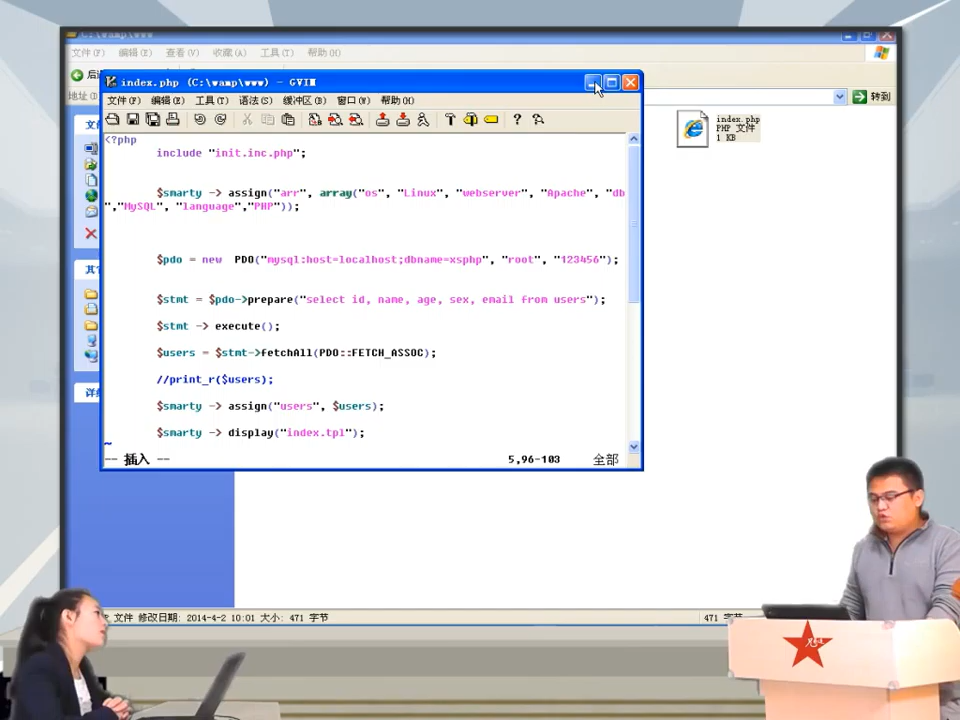 C:\wamp\www
文件(F) 编辑(E) 查看(V) 收藏(A) 工具(T) 帮助(H)
后退
地址(D)
转到
index.php (C:\wamp\www) - GVIM
文件(F) 编辑(E) 工具(T) 语法(S) 缓冲区(B) 窗口(W) 帮助(H)
<?php
include "init.inc.php";
$smarty -> assign("arr", array("os", "Linux", "webserver", "Apache", "db
","MySQL", "language","PHP"));
$pdo = new  PDO("mysql:host=localhost;dbname=xsphp", "root", "123456");
$stmt = $pdo->prepare("select id, name, age, sex, email from users");
$stmt -> execute();
$users = $stmt->fetchAll(PDO::FETCH_ASSOC);
//print_r($users);
$smarty -> assign("users", $users);
$smarty -> display("index.tpl");
~
-- 插入 -- 5,96-103 全部
index.php
PHP 文件
1 KB
文件 修改日期: 2014-4-2 10:01 大小: 471 字节
471 字节